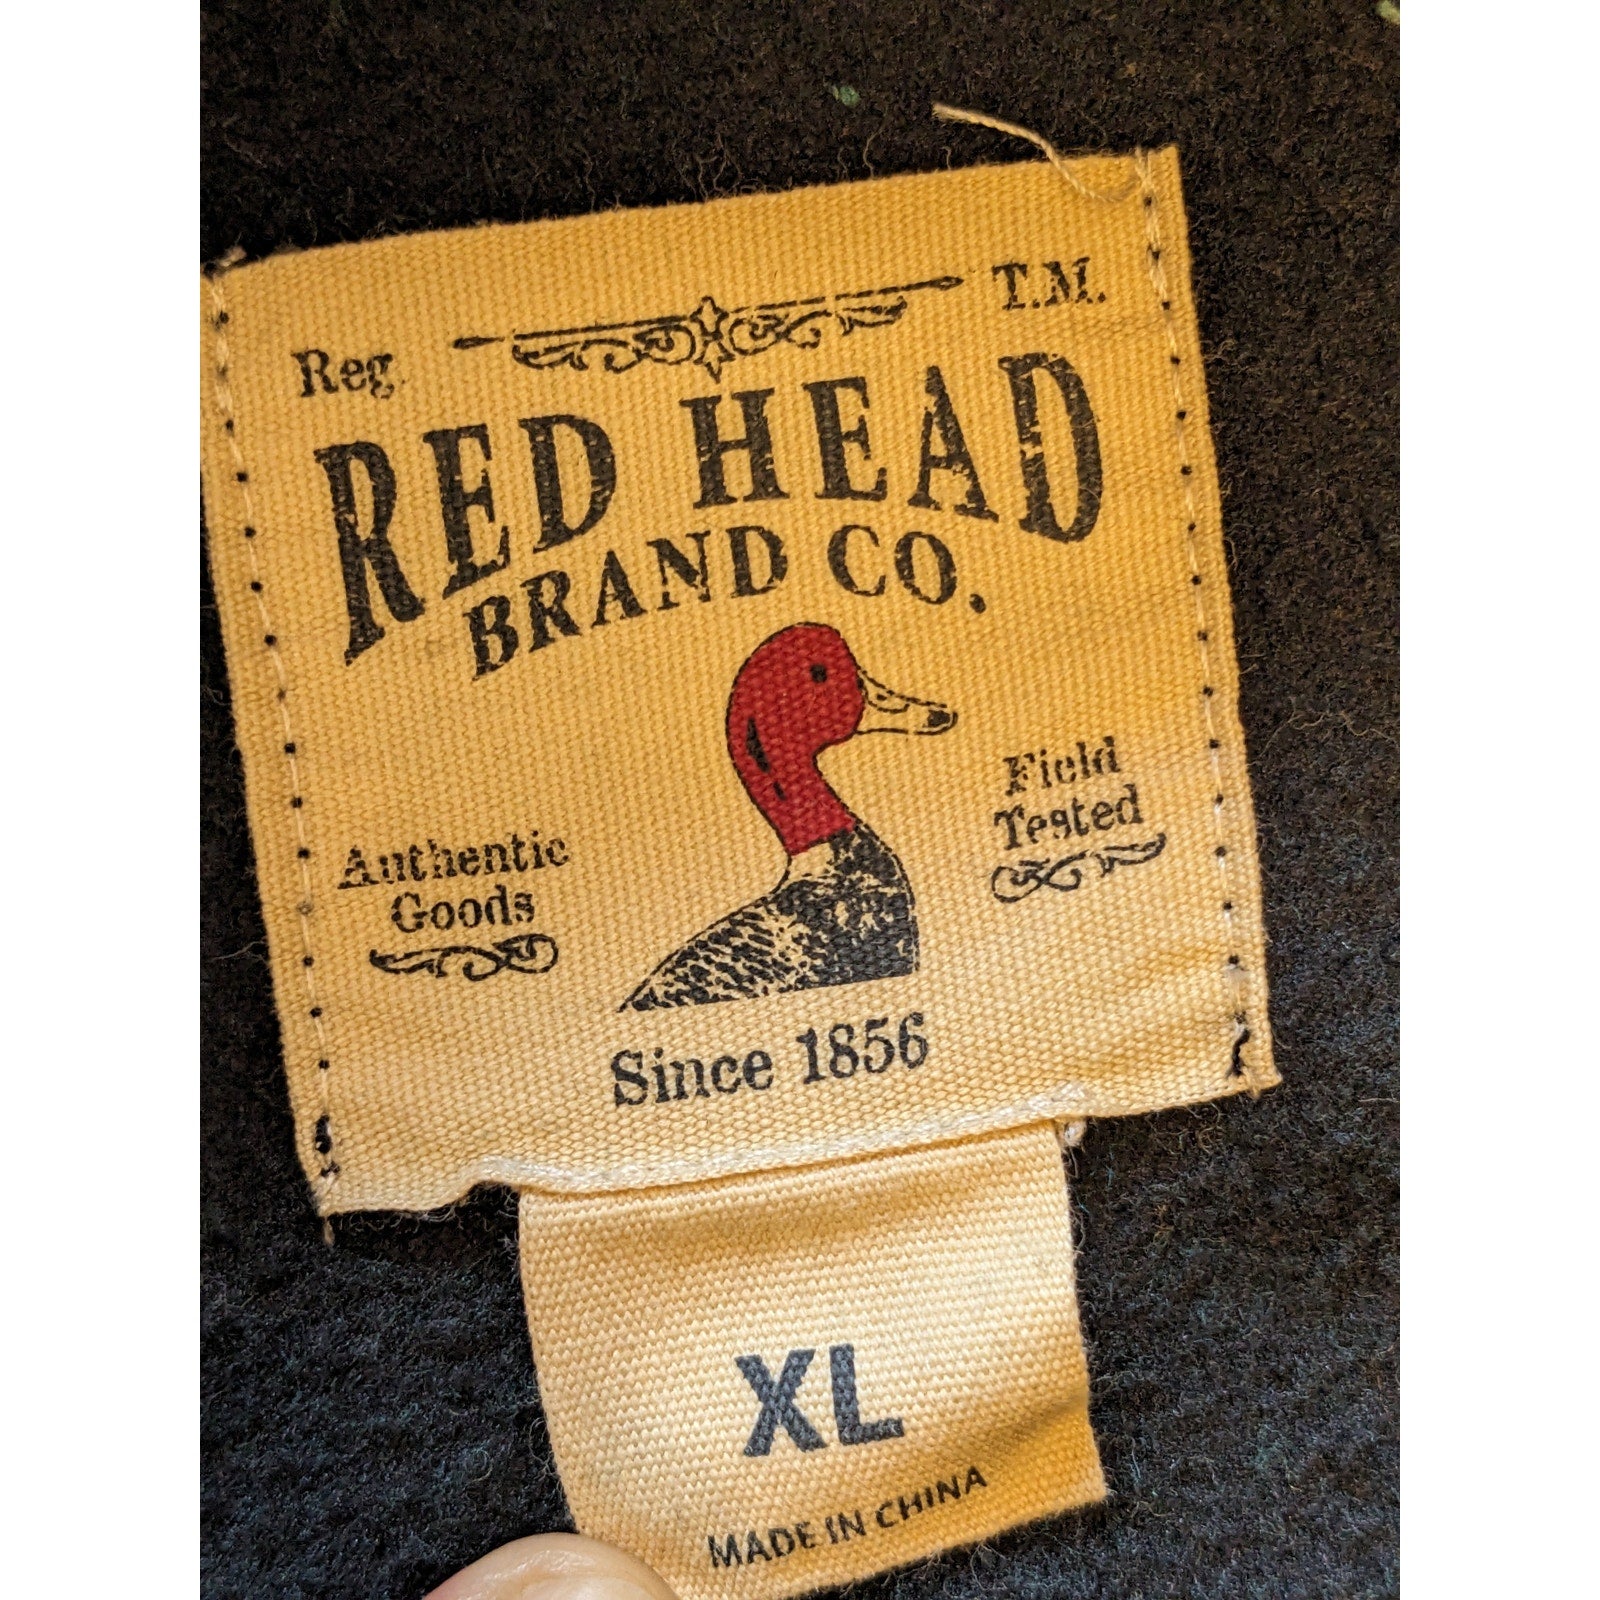 Reg. T.M.
RED HEAD
BRAND CO.
Authentic
Goods
Field
Tested
Since 1856
XL
MADE IN CHINA